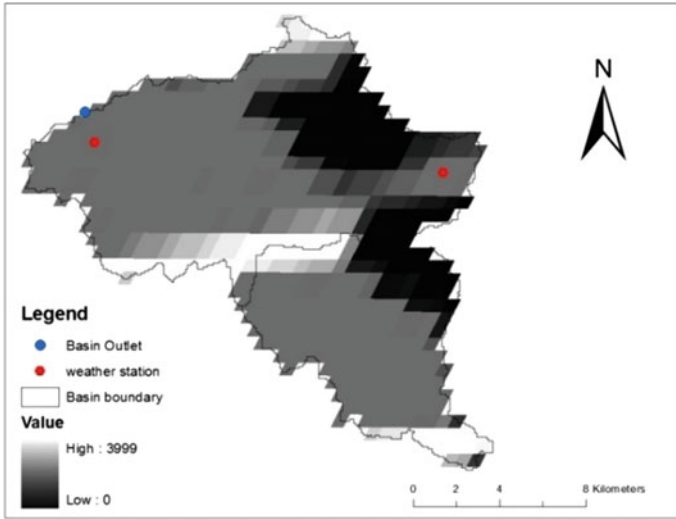 N
Legend
Basin Outlet
weather station
Basin boundary
Value
High : 3999
Low : 0
0 2 4 8 Kilometers